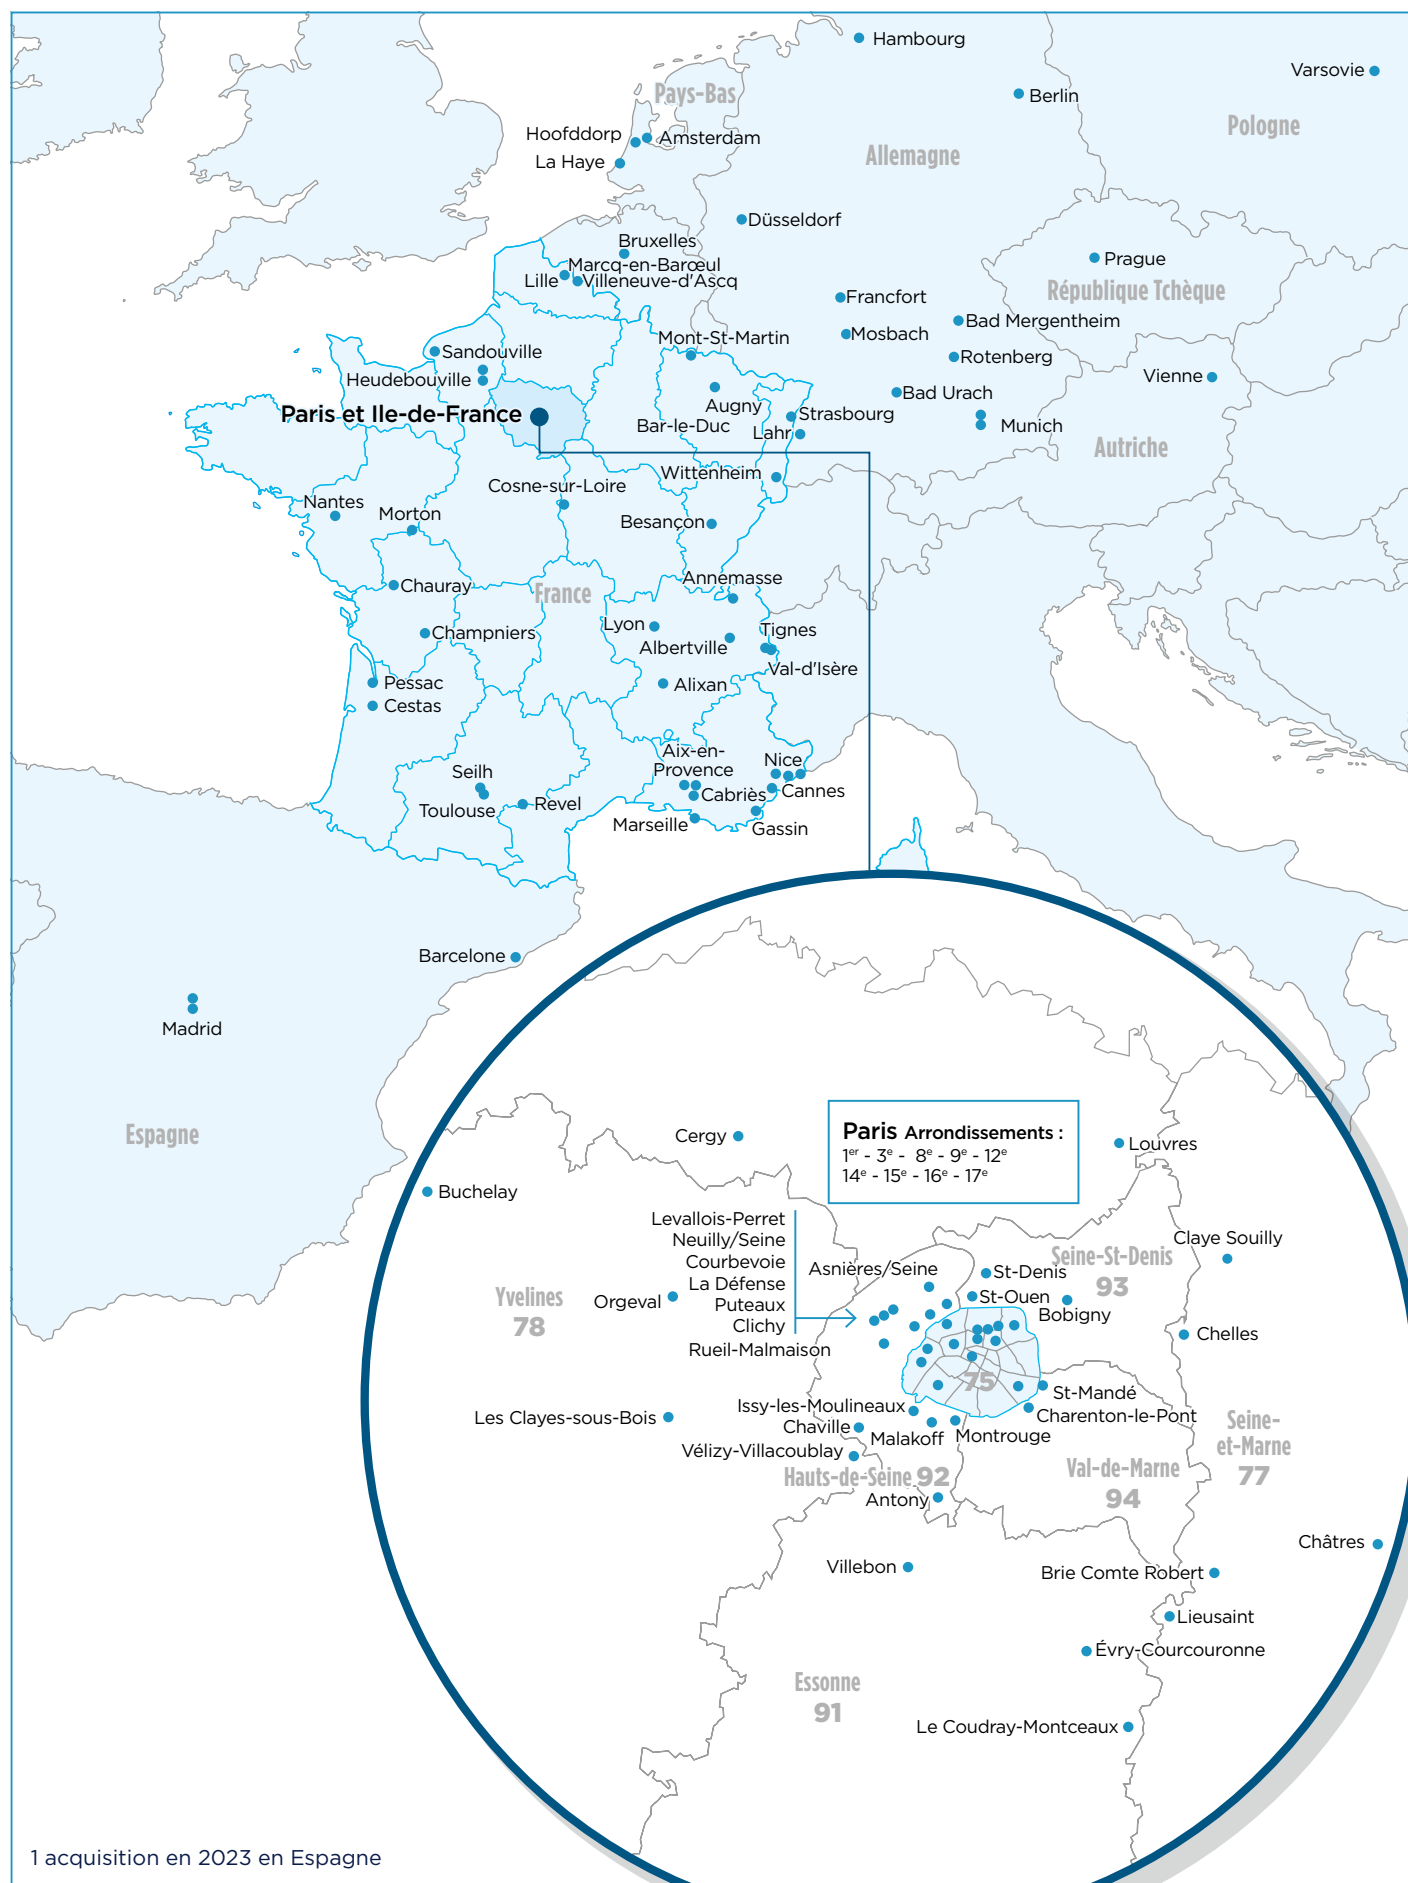 Hambourg
Varsovie
Pays-Bas
Berlin
Pologne
Hoofddorp
Amsterdam
La Haye
Allemagne
Düsseldorf
Bruxelles
Marcq-en-Barœul
Lille
Villeneuve-d'Ascq
Prague
République Tchèque
Francfort
Mosbach
Bad Mergentheim
Mont-St-Martin
Sandouville
Rotenberg
Heudebouville
Vienne
Bad Urach
Augny
Paris et Ile-de-France
Strasbourg
Bar-le-Duc
Lahr
Munich
Autriche
Wittenheim
Cosne-sur-Loire
Nantes
Morton
Besançon
Annemasse
Chauray
France
Lyon
Tignes
Champniers
Albertville
Val-d'Isère
Pessac
Alixan
Cestas
Aix-en-
Provence
Nice
Seilh
Cabriès
Cannes
Toulouse
Revel
Marseille
Gassin
Barcelone
Madrid
Espagne
Paris Arrondissements :
1er - 3e - 8e - 9e - 12e
14e - 15e - 16e - 17e
Cergy
Louvres
Buchelay
Levallois-Perret
Neuilly/Seine
Courbevoie
La Défense
Puteaux
Clichy
Rueil-Malmaison
Asnières/Seine
Claye Souilly
Seine-St-Denis
93
St-Denis
St-Ouen
Bobigny
Yvelines
78
Orgeval
Chelles
75
St-Mandé
Charenton-le-Pont
Issy-les-Moulineaux
Les Clayes-sous-Bois
Chaville
Malakoff
Montrouge
Vélizy-Villacoublay
Seine-
et-Marne
77
Hauts-de-Seine 92
Val-de-Marne
94
Antony
Châtres
Villebon
Brie Comte Robert
Lieusaint
Évry-Courcouronne
Essonne
91
Le Coudray-Montceaux
1 acquisition en 2023 en Espagne